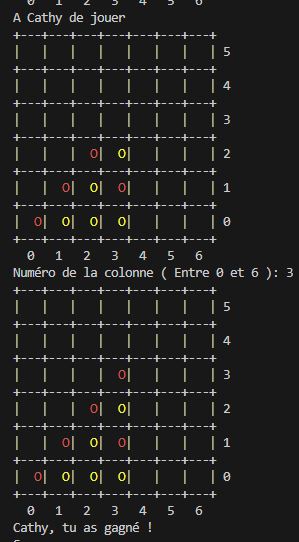 0 1 2 3 4 5 6
A Cathy de jouer
+---+---+---+---+---+---+---+
|   |   |   |   |   |   |   | 5
+---+---+---+---+---+---+---+
|   |   |   |   |   |   |   | 4
+---+---+---+---+---+---+---+
|   |   |   |   |   |   |   | 3
+---+---+---+---+---+---+---+
|   |   |  O|  O|   |   |   | 2
+---+---+---+---+---+---+---+
|   |  O|  O|  O|   |   |   | 1
+---+---+---+---+---+---+---+
|  O|  O|  O|  O|   |   |   | 0
+---+---+---+---+---+---+---+
  0   1   2   3   4   5   6
Numéro de la colonne ( Entre 0 et 6 ): 3
+---+---+---+---+---+---+---+
|   |   |   |   |   |   |   | 5
+---+---+---+---+---+---+---+
|   |   |   |   |   |   |   | 4
+---+---+---+---+---+---+---+
|   |   |   |  O|   |   |   | 3
+---+---+---+---+---+---+---+
|   |   |  O|  O|   |   |   | 2
+---+---+---+---+---+---+---+
|   |  O|  O|  O|   |   |   | 1
+---+---+---+---+---+---+---+
|  O|  O|  O|  O|   |   |   | 0
+---+---+---+---+---+---+---+
  0   1   2   3   4   5   6
Cathy, tu as gagné !